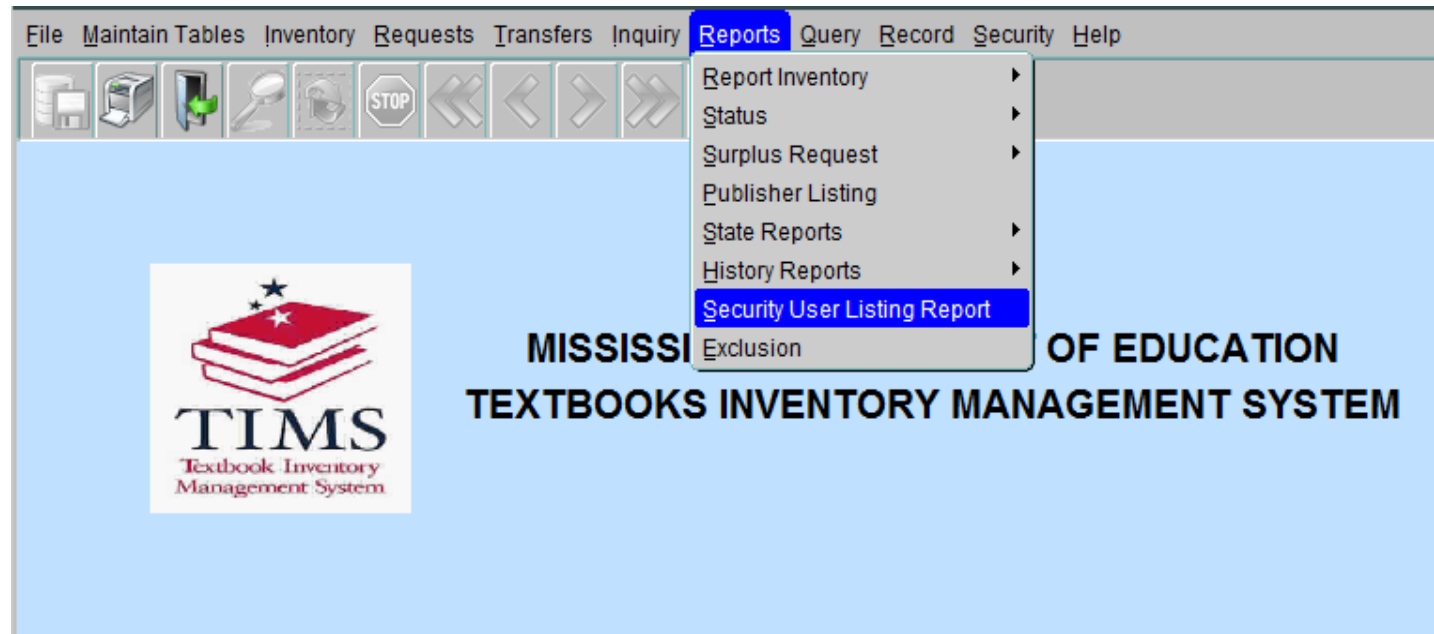 File Maintain Tables Inventory Requests Transfers Inquiry Reports Query Record Security Help
STOP
Report Inventory
Status
Surplus Request
Publisher Listing
State Reports
History Reports
Security User Listing Report
Exclusion
MISSISSI OF EDUCATION
TEXTBOOKS INVENTORY MANAGEMENT SYSTEM
TIMS
Textbook Inventory
Management System